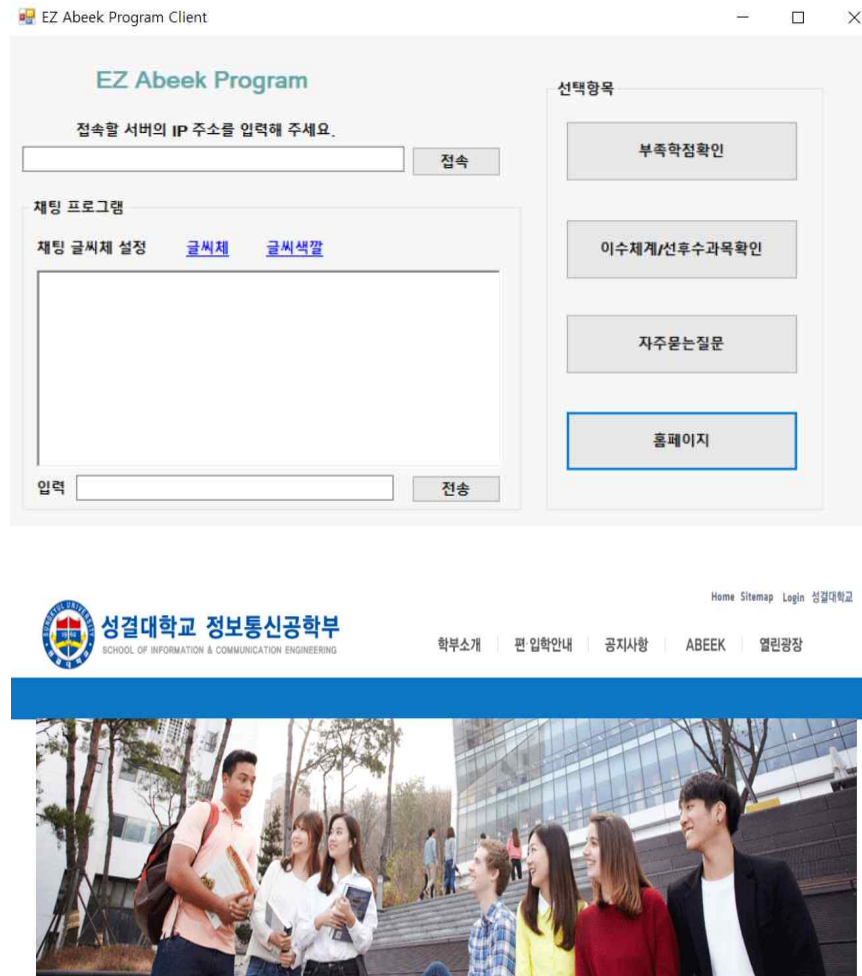 EZ Abeek Program Client
EZ Abeek Program
접속할 서버의 IP 주소를 입력해 주세요.
접속
채팅 프로그램
채팅 글씨체 설정 글씨체 글씨색깔
입력
전송
선택항목
부족학점확인
이수체계/선후수과목확인
자주묻는질문
홈페이지
Home Sitemap Login 성결대학교
성결대학교 정보통신공학부
SCHOOL OF INFORMATION & COMMUNICATION ENGINEERING
학부소개 편·입학안내 공지사항 ABEEK 열린광장